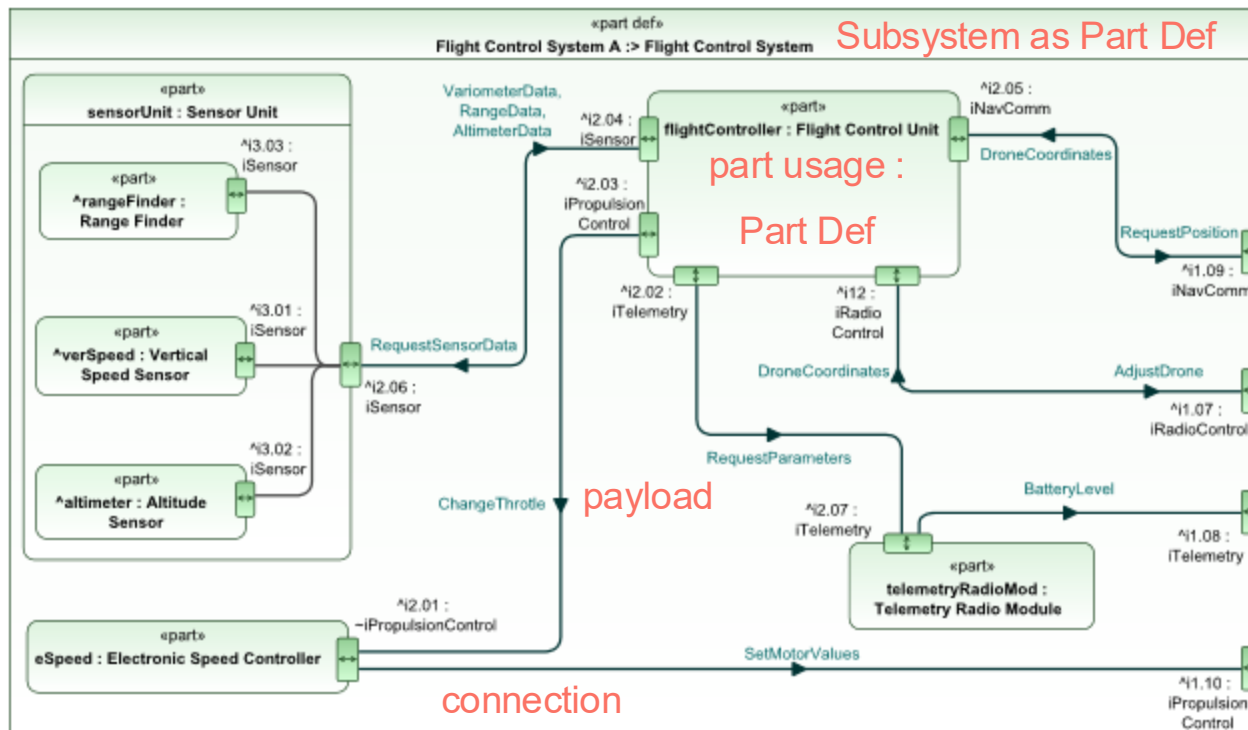 «part def»
Flight Control System A :> Flight Control System
Subsystem as Part Def
«part»
sensorUnit : Sensor Unit
^i3.03 :
iSensor
«part»
^rangeFinder :
Range Finder
^i3.01 :
iSensor
«part»
^verSpeed : Vertical
Speed Sensor
^i3.02 :
iSensor
«part»
^altimeter : Altitude
Sensor
^i2.06 :
iSensor
RequestSensorData
VariometerData,
RangeData,
AltimeterData
^i2.04 :
iSensor
^i2.03 :
iPropulsion
Control
«part»
flightController : Flight Control Unit
part usage :
Part Def
^i2.05 :
iNavComm
DroneCoordinates
RequestPosition
^i1.09 :
iNavComm
^i2.02 :
iTelemetry
^i12 :
iRadio
Control
DroneCoordinates
AdjustDrone
^i1.07 :
iRadioControl
RequestParameters
ChangeThrotle
payload
^i2.07 :
iTelemetry
BatteryLevel
^i1.08 :
iTelemetry
«part»
telemetryRadioMod :
Telemetry Radio Module
^i2.01 :
~iPropulsionControl
«part»
eSpeed : Electronic Speed Controller
SetMotorValues
connection
^i1.10 :
iPropulsion
Control